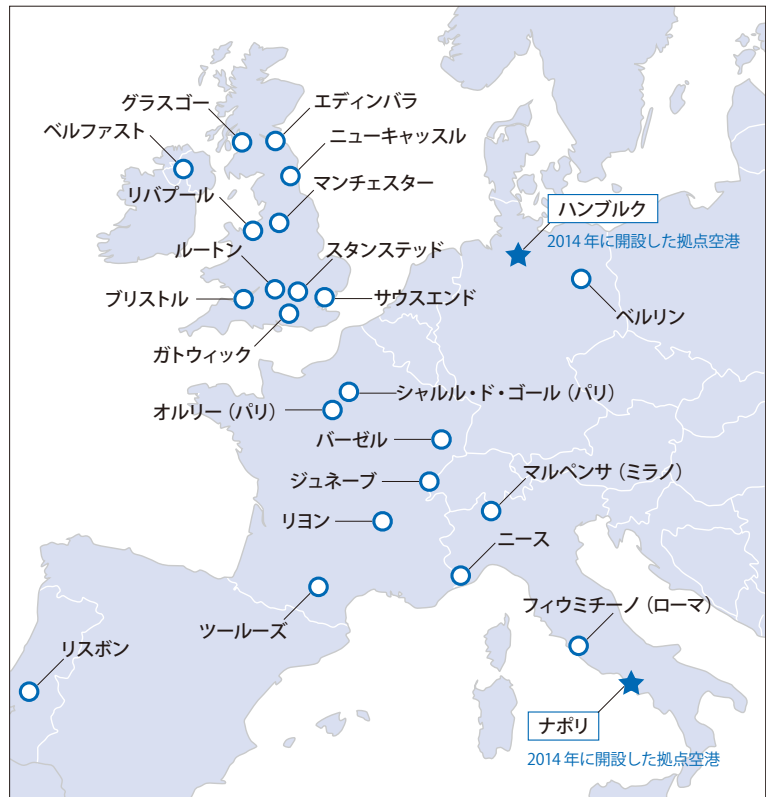 グラスゴー
エディンバラ
ベルファスト
ニューキャッスル
リバプール
マンチェスター
ハンブルク
2014年に開設した拠点空港
ルートン
スタンステッド
ブリストル
サウスエンド
ベルリン
ガトウィック
シャルル・ド・ゴール（パリ）
オルリー（パリ）
バーゼル
ジュネーブ
マルペンサ（ミラノ）
リヨン
ニース
フィウミチーノ（ローマ）
ツールーズ
リスボン
ナポリ
2014年に開設した拠点空港